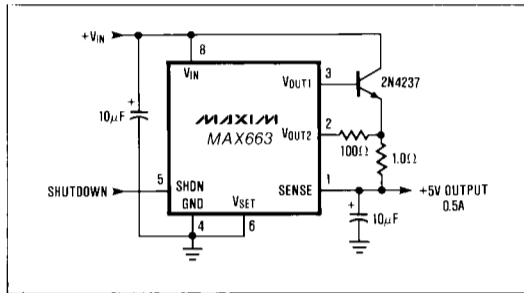 +VIN
8
VIN
3
VOUT1
2N4237
10μF
+
MAXIM
MAX663
2
VOUT2
100Ω
1.0Ω
SHUTDOWN
5
SHDN
SENSE
1
+5V OUTPUT
0.5A
GND
VSET
4
6
+
10μF